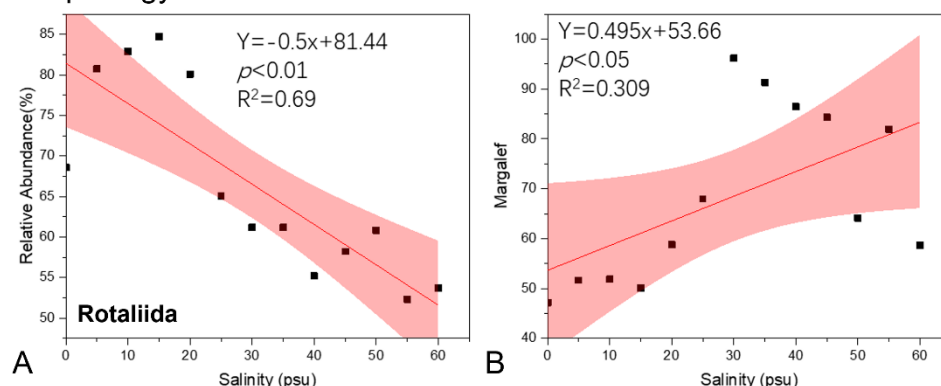 Y=-0.5x+81.44
p<0.01
R²=0.69
85
80
75
70
65
60
55
50
Relative Abundance(%)
Rotaliida
0 10 20 30 40 50 60
Salinity (psu)
A
Y=0.495x+53.66
p<0.05
R²=0.309
100
90
80
70
60
50
40
Margalef
0 10 20 30 40 50 60
Salinity (psu)
B